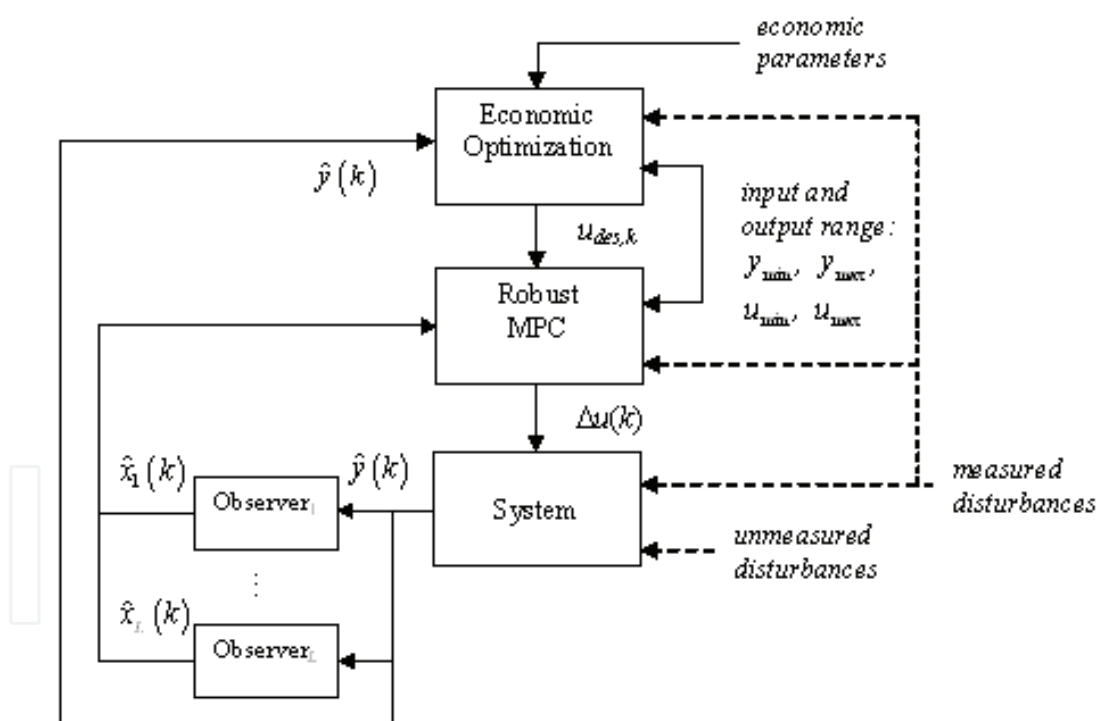 economic
parameters
Economic
Optimization
ŷ(k)
u_des,k
input and
output range:
y_min, y_max,
u_min, u_max
Robust
MPC
Δu(k)
x̂_1(k)
ŷ(k)
Observer_1
System
measured
disturbances
unmeasured
disturbances
⋮
x̂_L(k)
Observer_L